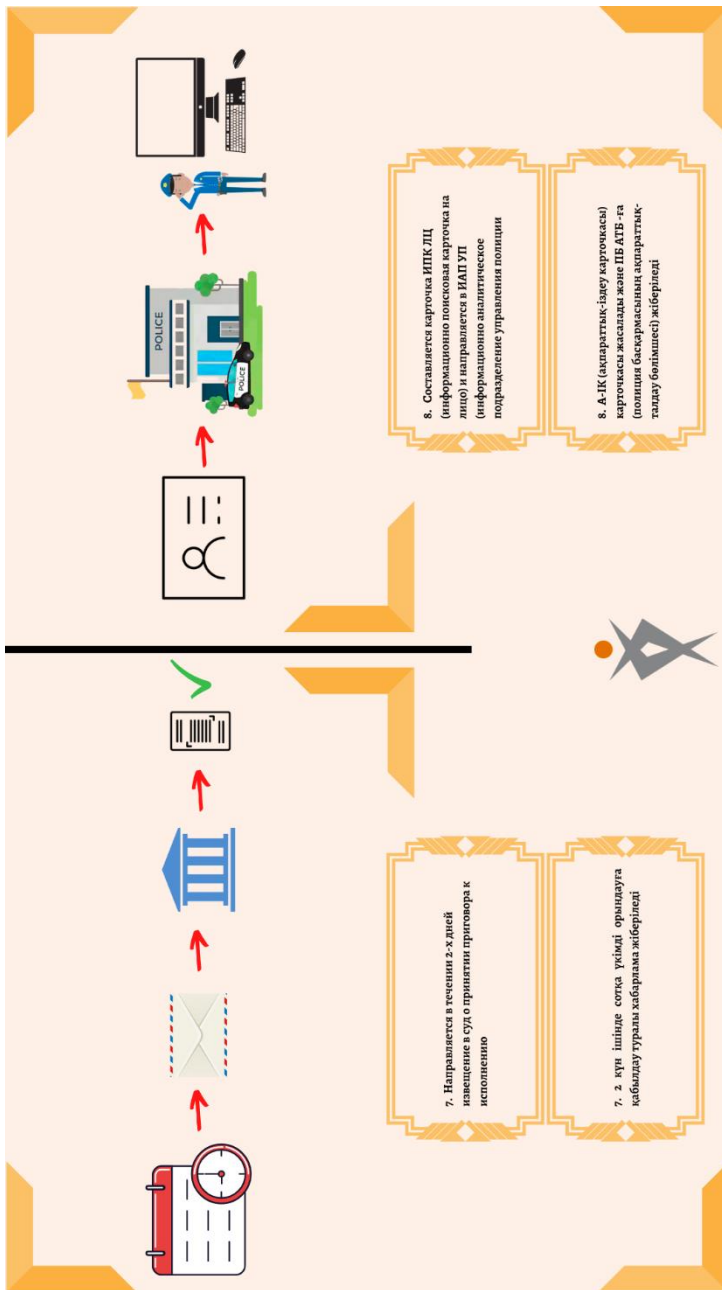 7. Направляется в течении 2-х дней
извещение в суд о принятии приговора к
исполнению
7. 2 күн ішінде сотқа үкімді орындауға
қабылдау туралы хабарлама жіберіледі
POLICE
POLICE
8. Составляется карточка ИПК ЛЦ
(информационно поисковая карточка на
лицо) и направляется в ИАП УП
(информационно аналитическое
подразделение управления полиции
8. А-ІК (ақпараттық-іздеу карточкасы)
карточкасы жасалады және ПБ АТБ -ға
(полиция басқармасының ақпараттық-
талдау бөлімшесі) жіберіледі